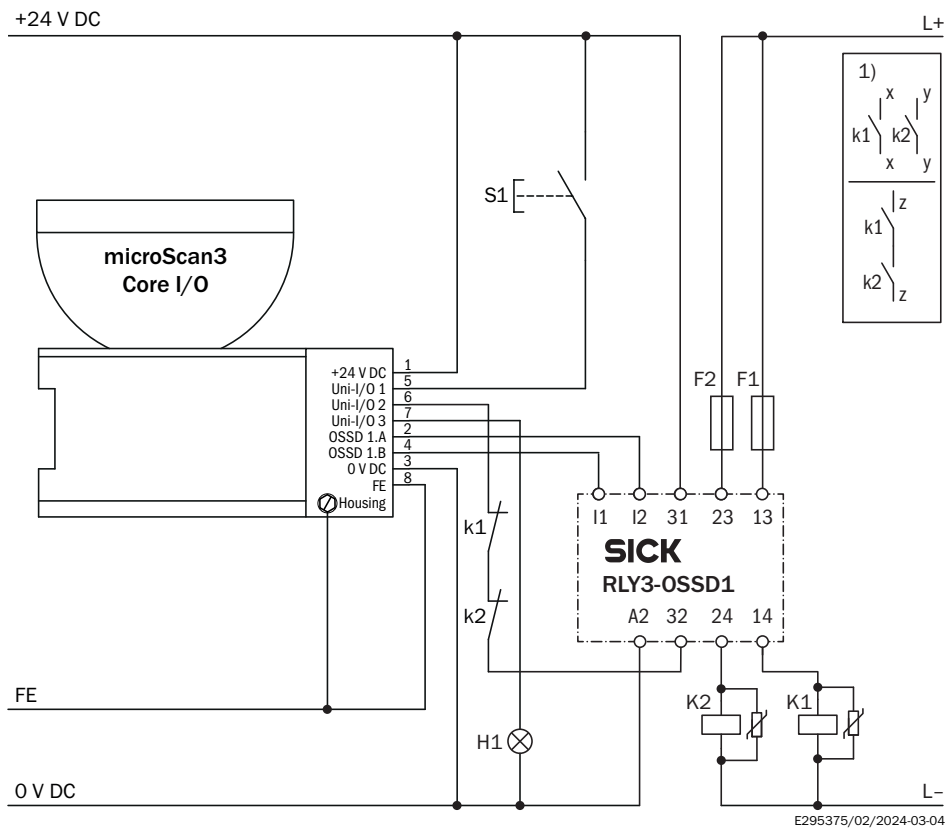 +24 V DC
L+
1)
x y
k1 k2
x y
z
k1
k2
z
S1
microScan3
Core I/O
+24 V DC 1
Uni-I/O 1 5
Uni-I/O 2 6
Uni-I/O 3 7
OSSD 1.A 2
OSSD 1.B 4
0 V DC 3
FE 8
Housing
F2 F1
I1 I2 31 23 13
SICK
RLY3-OSSD1
A2 32 24 14
k1
k2
FE
K2 K1
H1
0 V DC
L–
E295375/02/2024-03-04